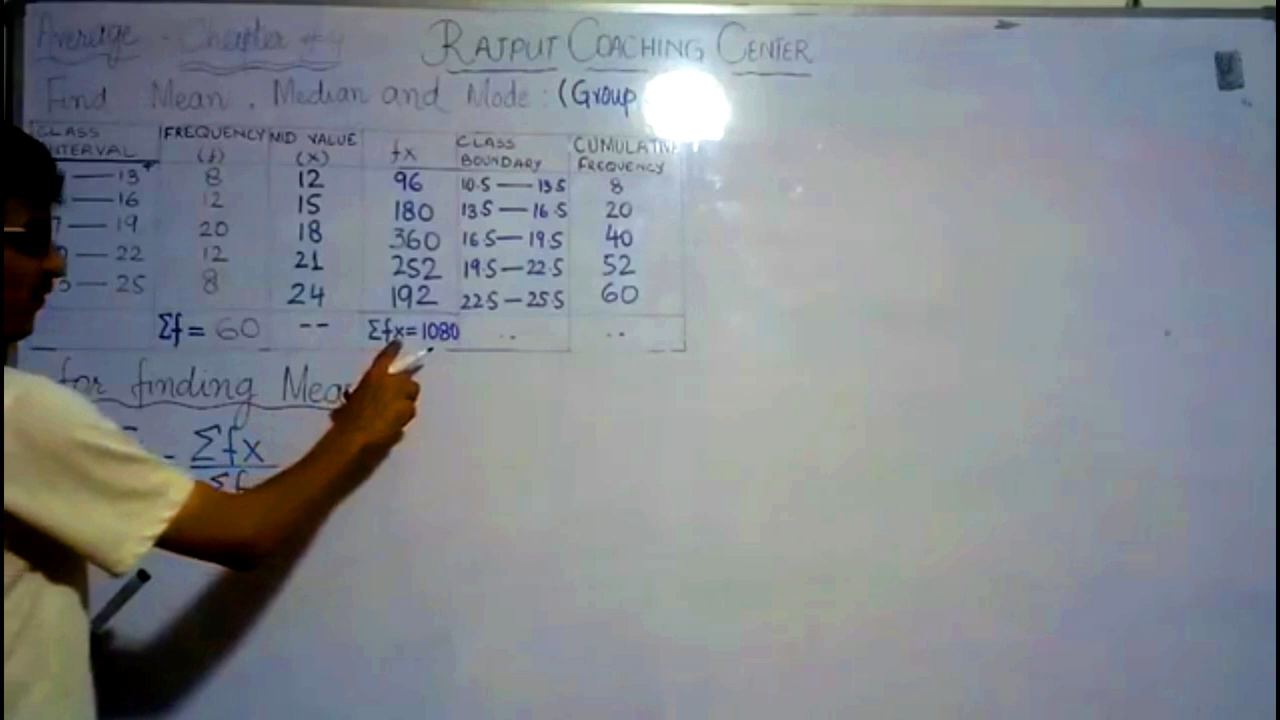 Average - Chapter #
RAJPUT COACHING CENTER
Find Mean, Median and Mode: (Group
CLASS INTERVAL FREQUENCY (f) MID VALUE (x) fx CLASS BOUNDARY CUMULATIVE FREQUENCY
— 13 8 12 96 10.5 — 13.5 8
— 16 12 15 180 13.5 — 16.5 20
— 19 20 18 360 16.5 — 19.5 40
— 22 12 21 252 19.5 — 22.5 52
— 25 8 24 192 22.5 — 25.5 60
Σf = 60 -- Σfx = 1080 .. ..
for finding Mea
= Σfx
Σf